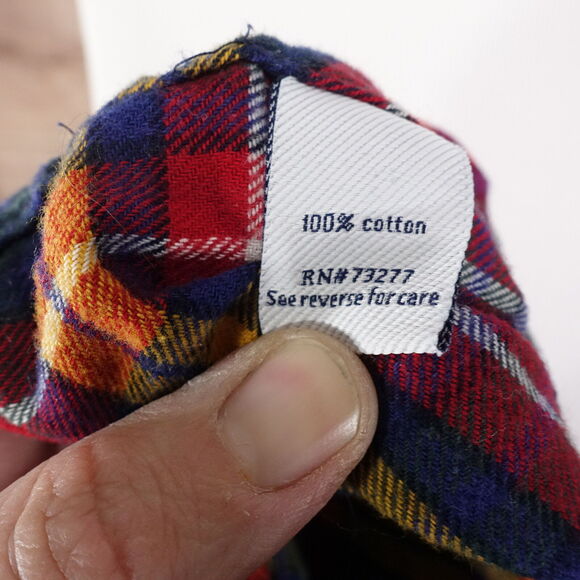 100% cotton
RN#73277
See reverse for care